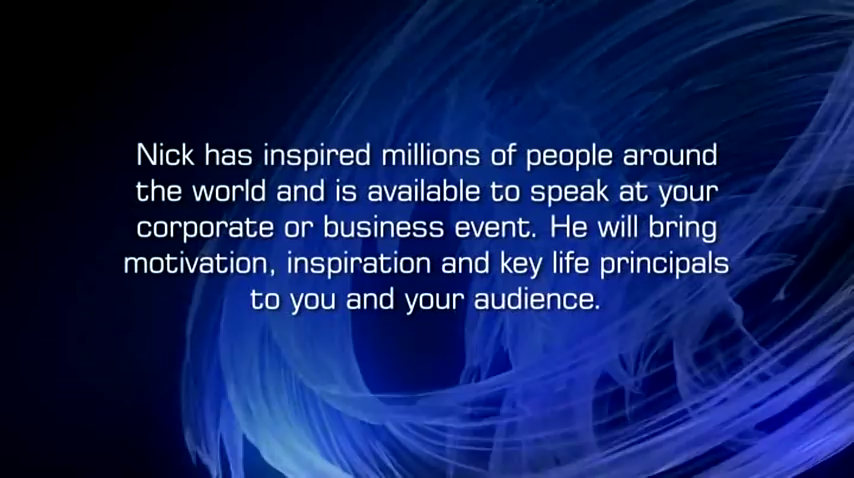 Nick has inspired millions of people around
the world and is available to speak at your
corporate or business event. He will bring
motivation, inspiration and key life principals
to you and your audience.